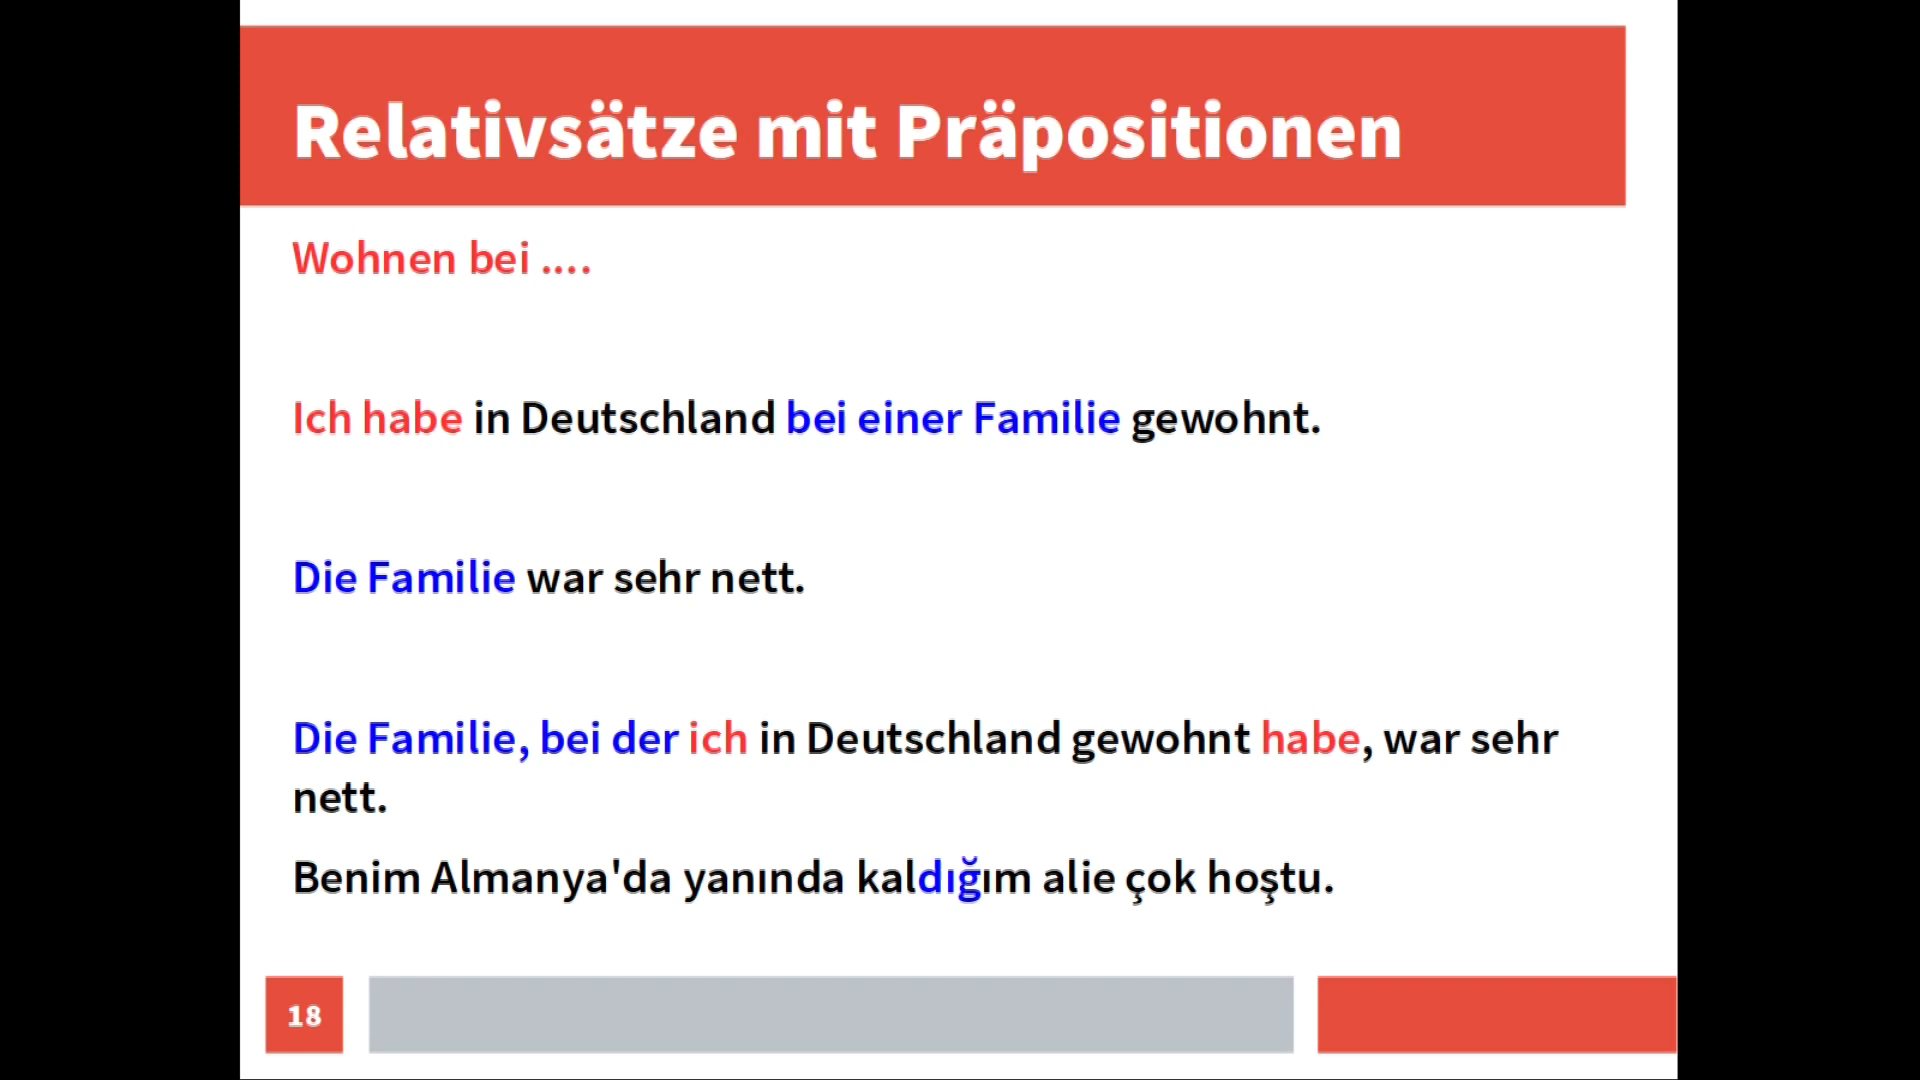 Relativsätze mit Präpositionen
Wohnen bei ....
Ich habe in Deutschland bei einer Familie gewohnt.
Die Familie war sehr nett.
Die Familie, bei der ich in Deutschland gewohnt habe, war sehr
nett.
Benim Almanya'da yanında kaldığım alie çok hoştu.
18